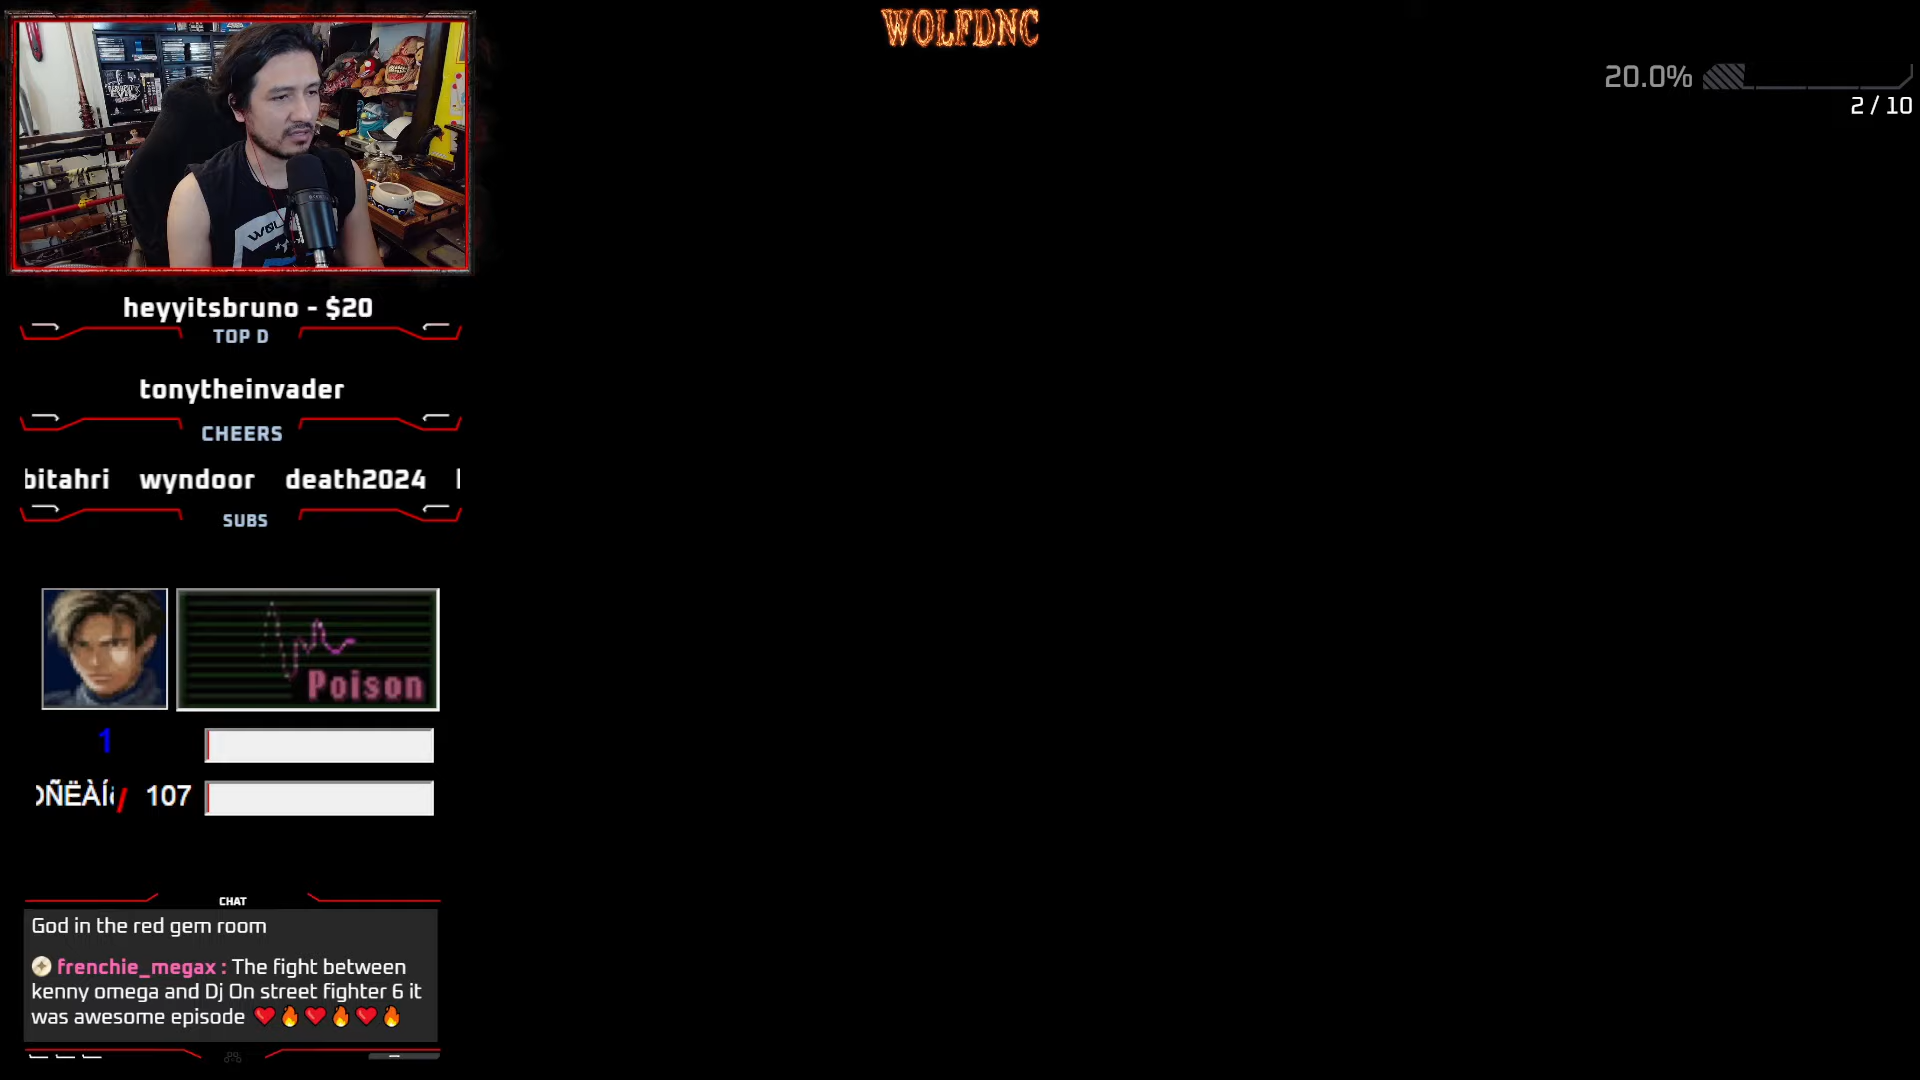 WOLFDNC
20.0%
2 / 10
heyyitsbruno - $20
TOP D
tonytheinvader
CHEERS
bitahri wyndoor death2024
SUBS
Poison
1
/ 107
CHAT
God in the red gem room
frenchie_megax : The fight between
kenny omega and Dj On street fighter 6 it
was awesome episode ❤️🔥❤️🔥❤️🔥